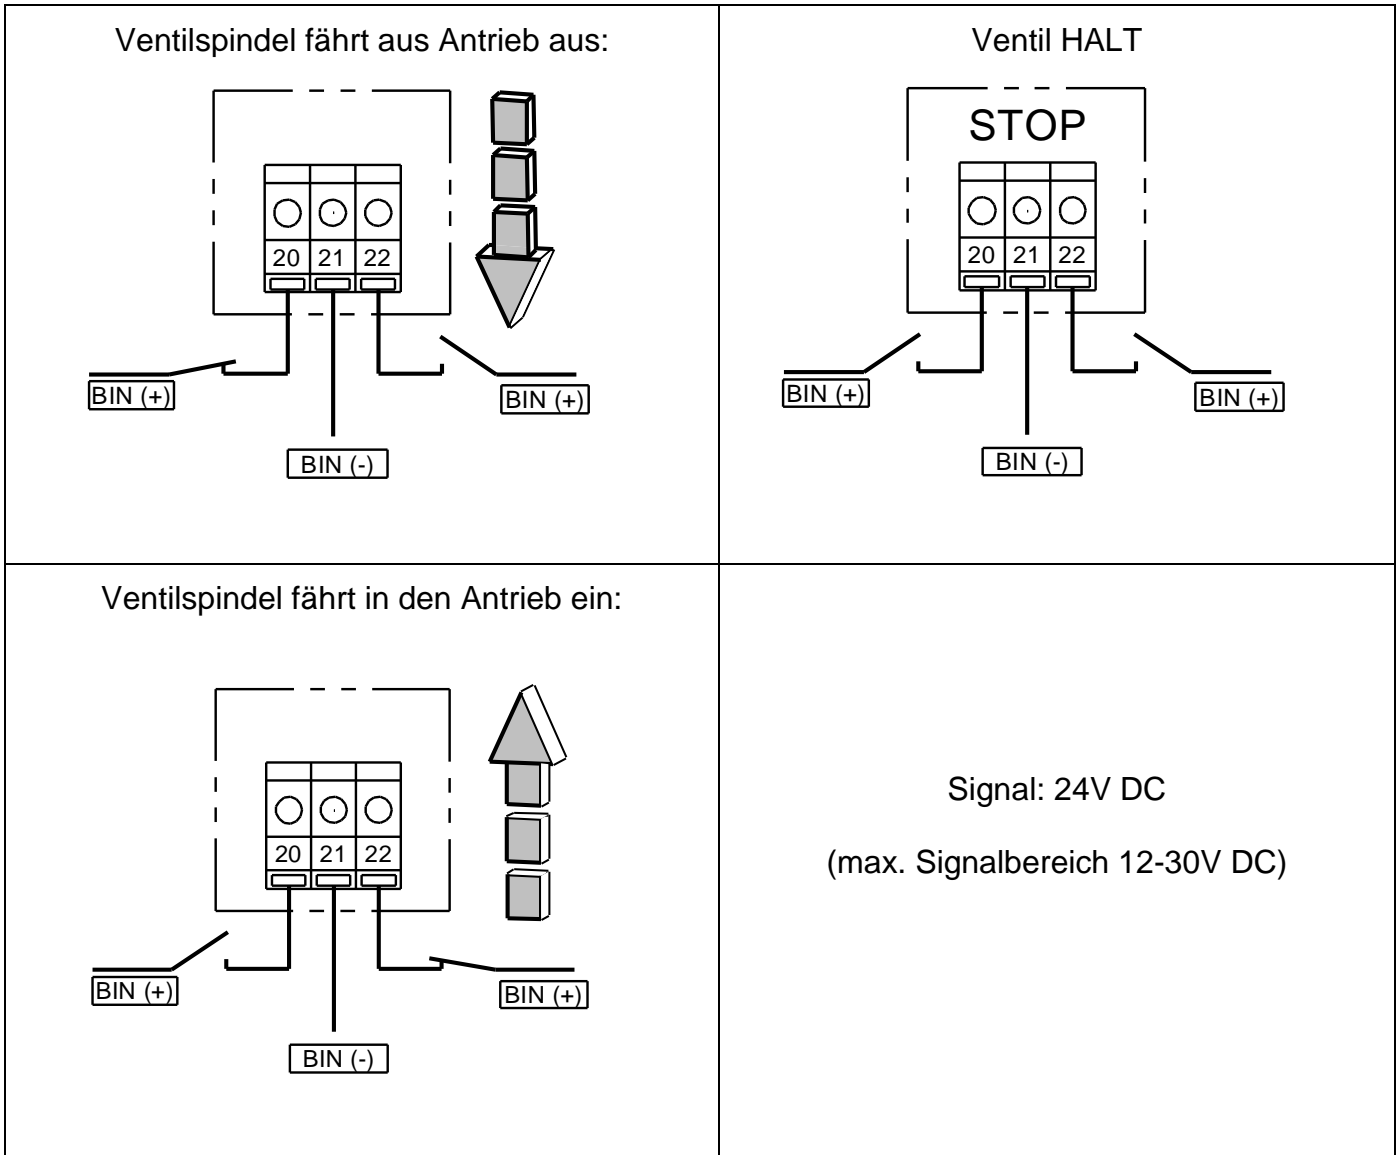 Ventilspindel fährt aus Antrieb aus:
20 21 22
BIN (+)
BIN (+)
BIN (-)
Ventil HALT
STOP
20 21 22
BIN (+)
BIN (+)
BIN (-)
Ventilspindel fährt in den Antrieb ein:
20 21 22
BIN (+)
BIN (+)
BIN (-)
Signal: 24V DC
(max. Signalbereich 12-30V DC)